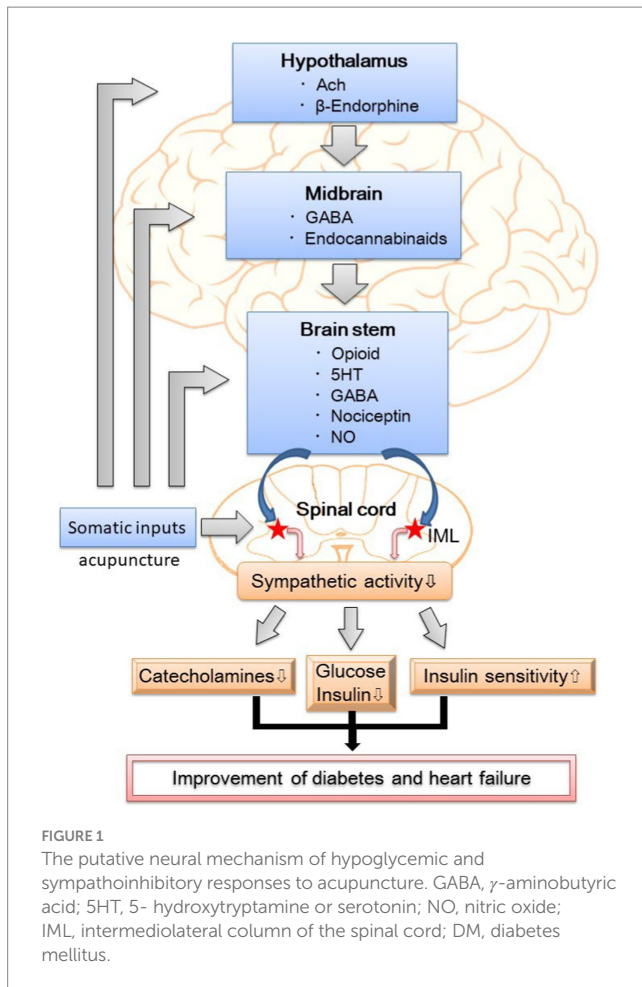 Hypothalamus
· Ach
· β-Endorphine
Midbrain
· GABA
· Endocannabinaids
Brain stem
· Opioid
· 5HT
· GABA
· Nociceptin
· NO
Somatic inputs
acupuncture
Spinal cord
IML
Sympathetic activity⇩
Catecholamines⇩
Glucose
Insulin⇩
Insulin sensitivity⇧
Improvement of diabetes and heart failure
FIGURE 1
The putative neural mechanism of hypoglycemic and
sympathoinhibitory responses to acupuncture. GABA, γ-aminobutyric
acid; 5HT, 5- hydroxytryptamine or serotonin; NO, nitric oxide;
IML, intermediolateral column of the spinal cord; DM, diabetes
mellitus.